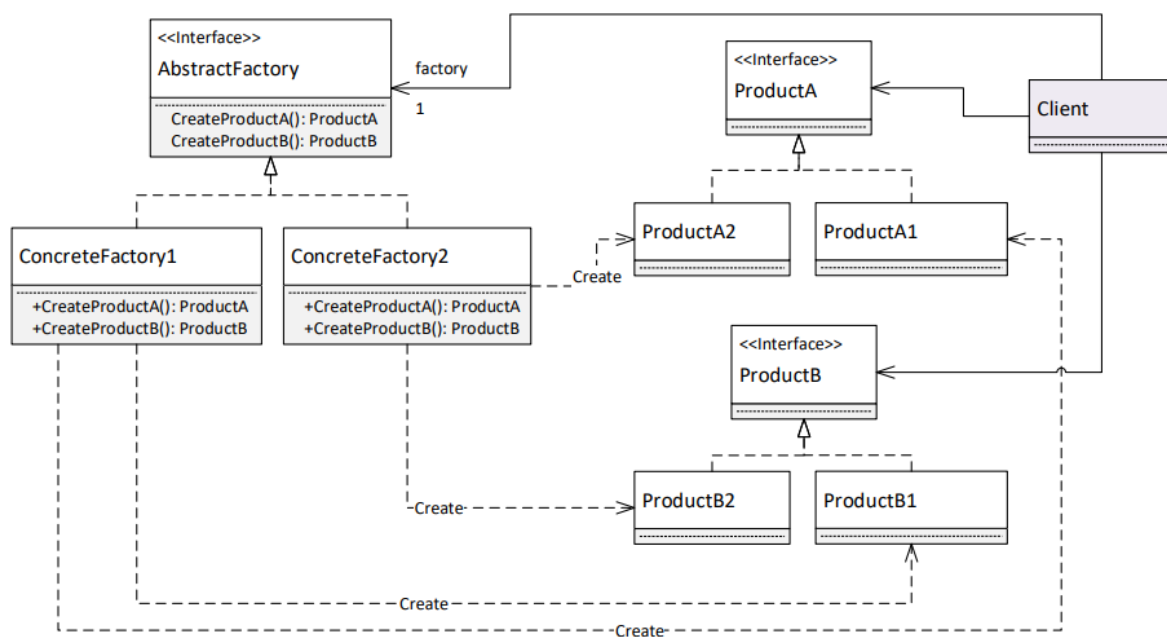 <<Interface>>
AbstractFactory
CreateProductA(): ProductA
CreateProductB(): ProductB
factory
1
<<Interface>>
ProductA
Client
ConcreteFactory1
+CreateProductA(): ProductA
+CreateProductB(): ProductB
ConcreteFactory2
+CreateProductA(): ProductA
+CreateProductB(): ProductB
Create
ProductA2
ProductA1
<<Interface>>
ProductB
ProductB2
ProductB1
Create
Create
Create